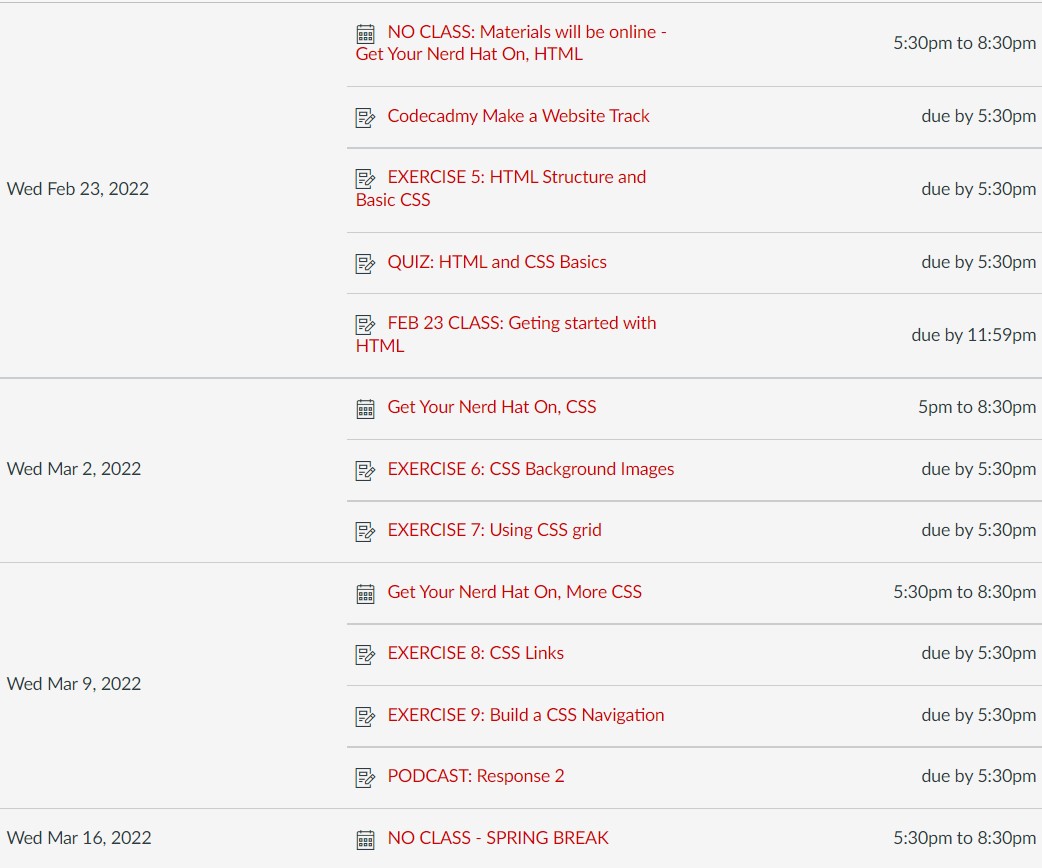 NO CLASS: Materials will be online -
Get Your Nerd Hat On, HTML
5:30pm to 8:30pm
Codecadmy Make a Website Track
due by 5:30pm
Wed Feb 23, 2022
EXERCISE 5: HTML Structure and
Basic CSS
due by 5:30pm
QUIZ: HTML and CSS Basics
due by 5:30pm
FEB 23 CLASS: Geting started with
HTML
due by 11:59pm
Get Your Nerd Hat On, CSS
5pm to 8:30pm
Wed Mar 2, 2022
EXERCISE 6: CSS Background Images
due by 5:30pm
EXERCISE 7: Using CSS grid
due by 5:30pm
Get Your Nerd Hat On, More CSS
5:30pm to 8:30pm
EXERCISE 8: CSS Links
due by 5:30pm
Wed Mar 9, 2022
EXERCISE 9: Build a CSS Navigation
due by 5:30pm
PODCAST: Response 2
due by 5:30pm
Wed Mar 16, 2022
NO CLASS - SPRING BREAK
5:30pm to 8:30pm